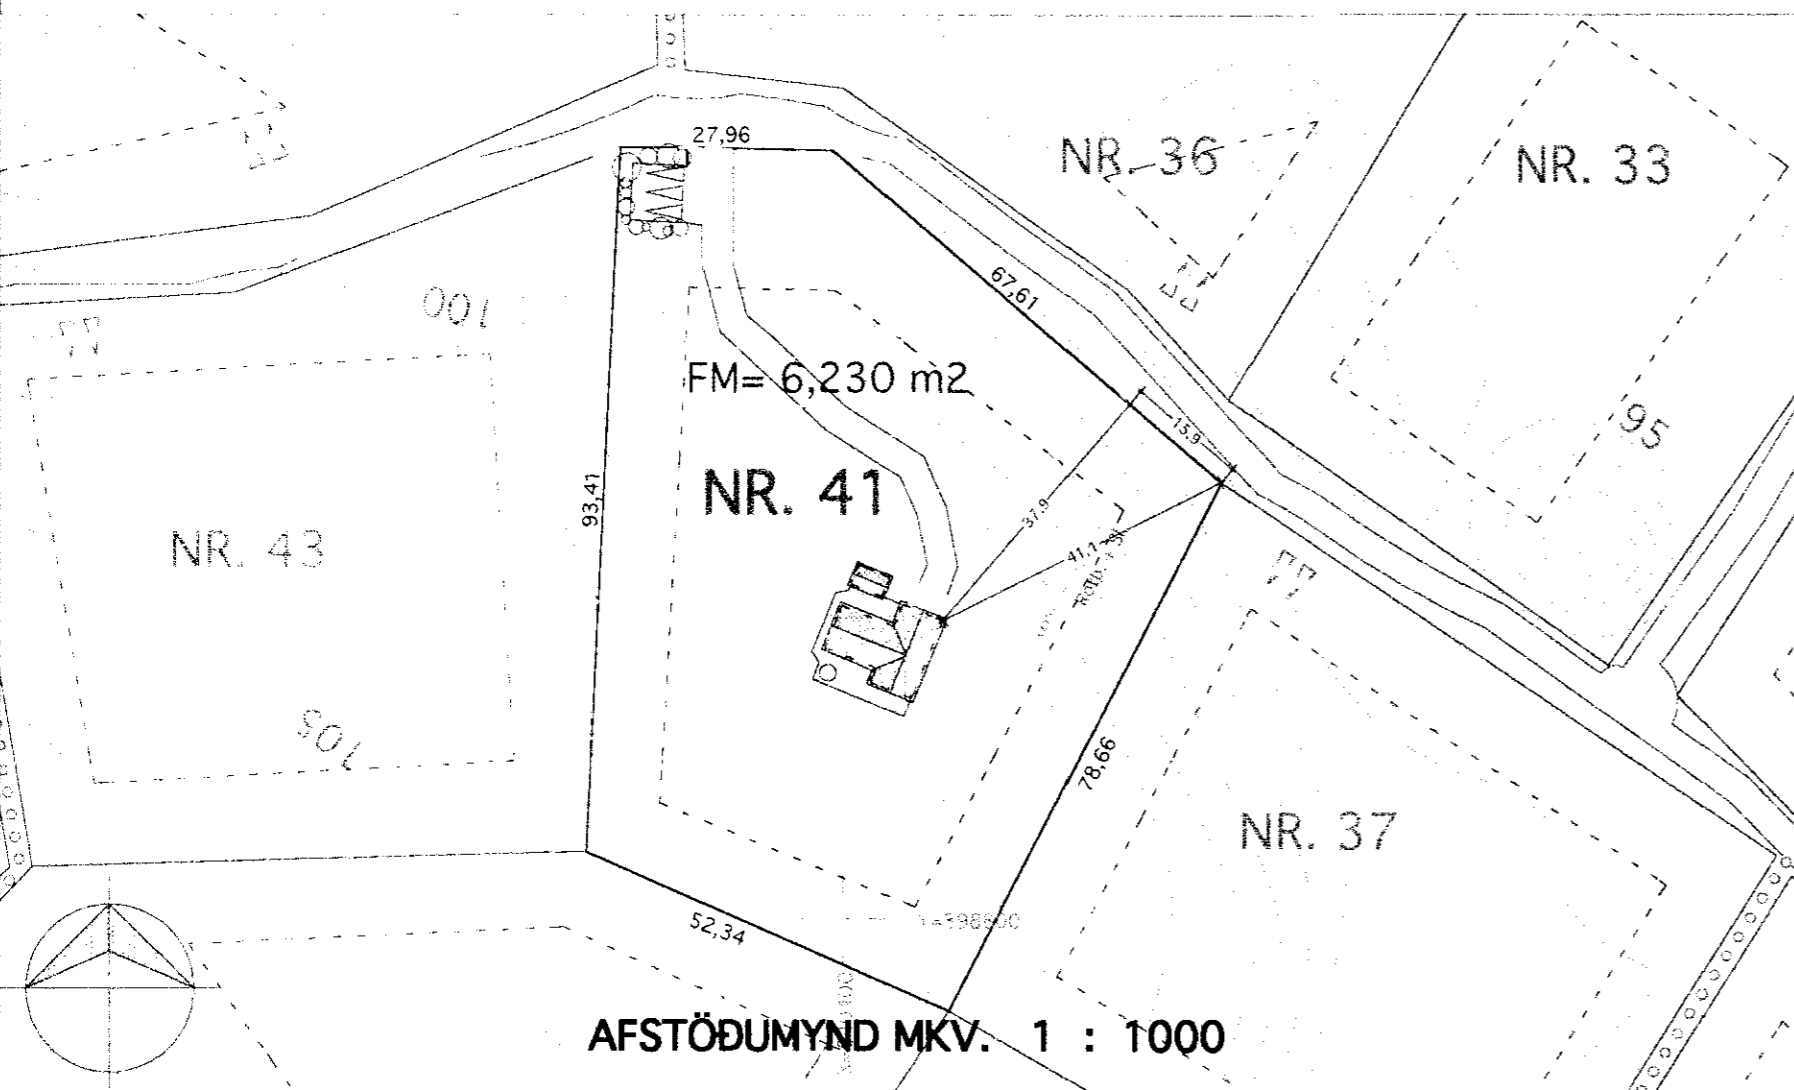 27,96
NR. 36
NR. 33
67,61
100
FM= 6,230 m2
15.9
95
NR. 41
93,41
37.9
NR. 43
41,1
105
78,66
NR. 37
52,34
AFSTÖÐUMYND MKV. 1 : 1000